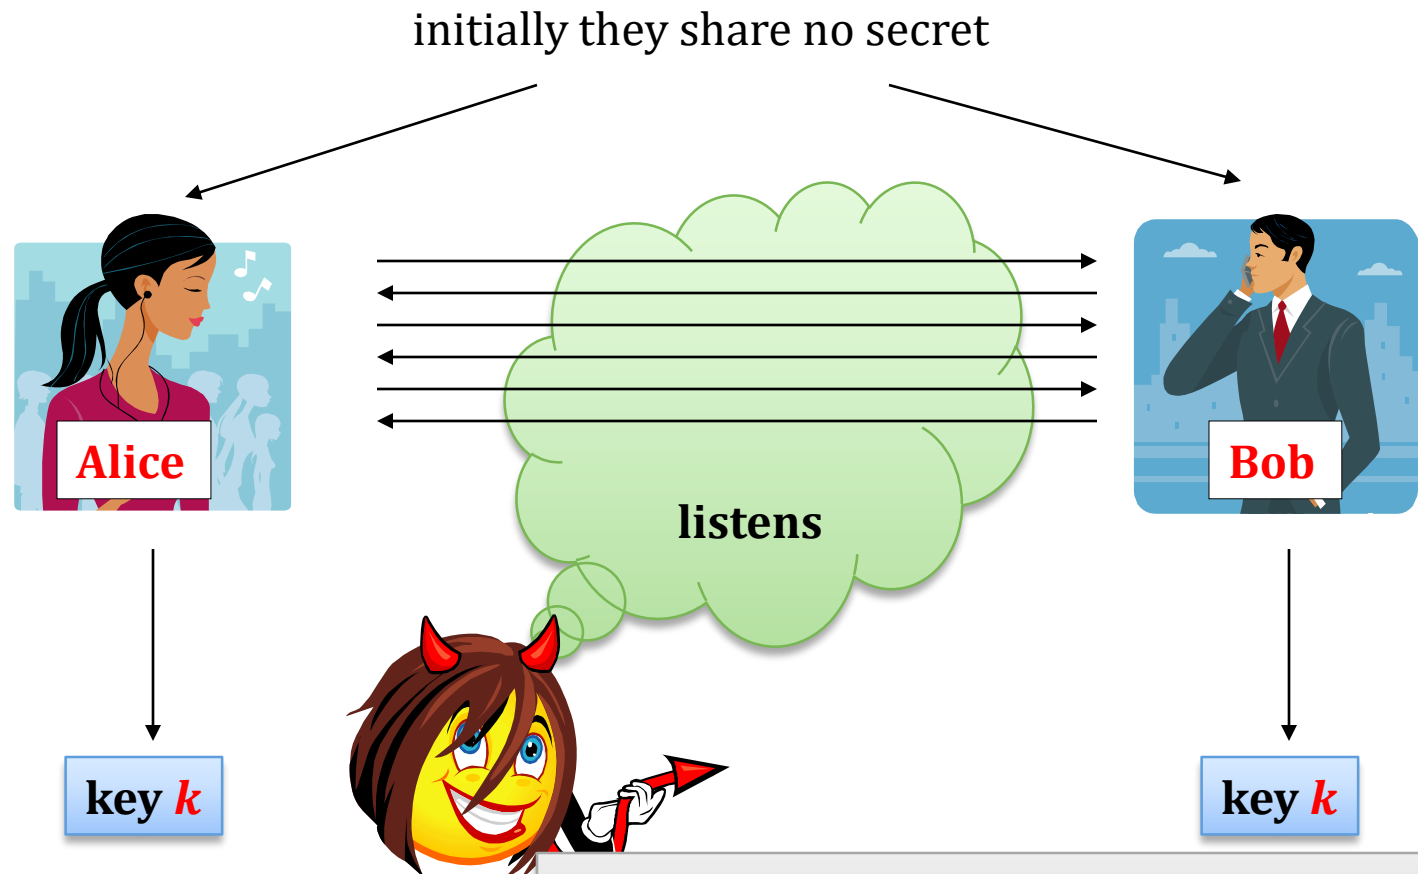 initially they share no secret
Alice
Bob
listens
key k
key k